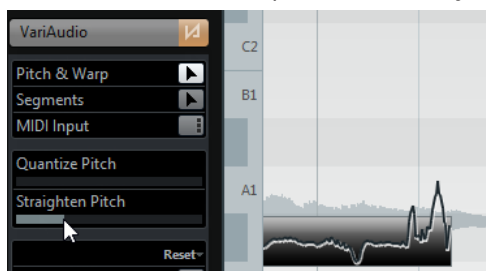 VariAudio
C2
Pitch & Warp
Segments
B1
MIDI Input
Quantize Pitch
Straighten Pitch
A1
Reset